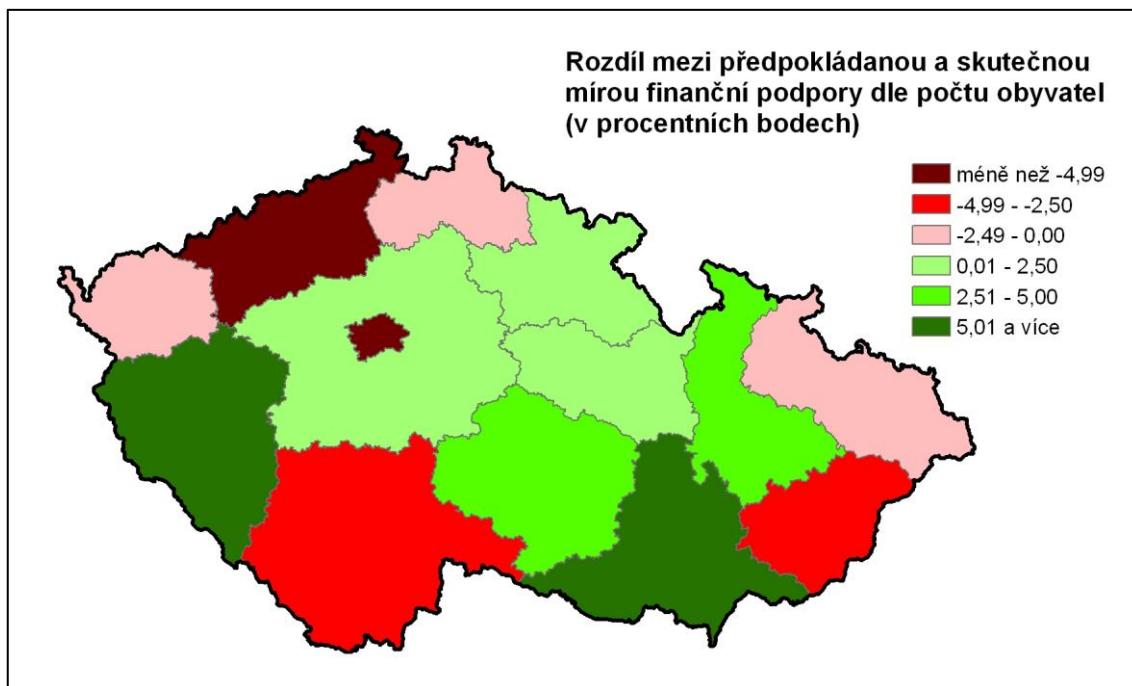 Rozdíl mezi předpokládanou a skutečnou
mírou finanční podpory dle počtu obyvatel
(v procentních bodech)
méně než -4,99
-4,99 - -2,50
-2,49 - 0,00
0,01 - 2,50
2,51 - 5,00
5,01 a více